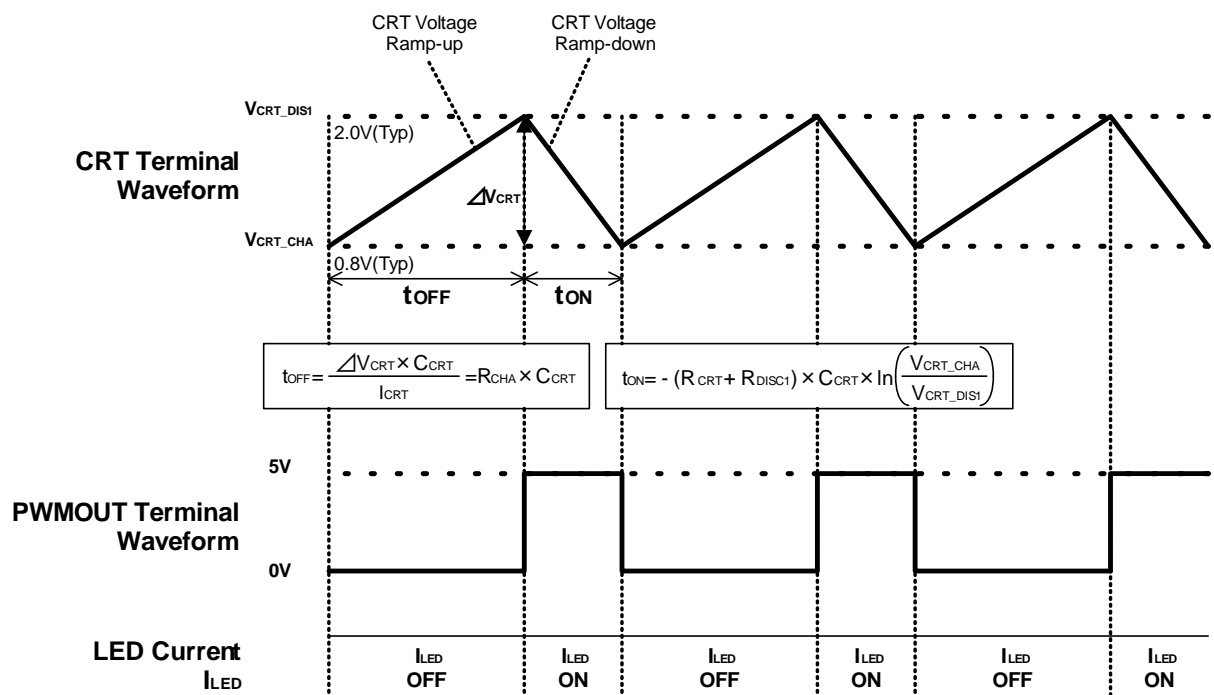 CRT Voltage
Ramp-up
CRT Voltage
Ramp-down
VCRT_DIS1
2.0V(Typ)
CRT Terminal
Waveform
⊿VCRT
VCRT_CHA
0.8V(Typ)
tOFF
tON
tOFF= ⊿VCRT × CCRT / ICRT =RCHA × CCRT
tON= - (RCRT + RDISC1) × CCRT × ln(VCRT_CHA / VCRT_DIS1)
5V
PWMOUT Terminal
Waveform
0V
LED Current
ILED
ILED
OFF
ILED
ON
ILED
OFF
ILED
ON
ILED
OFF
ILED
ON